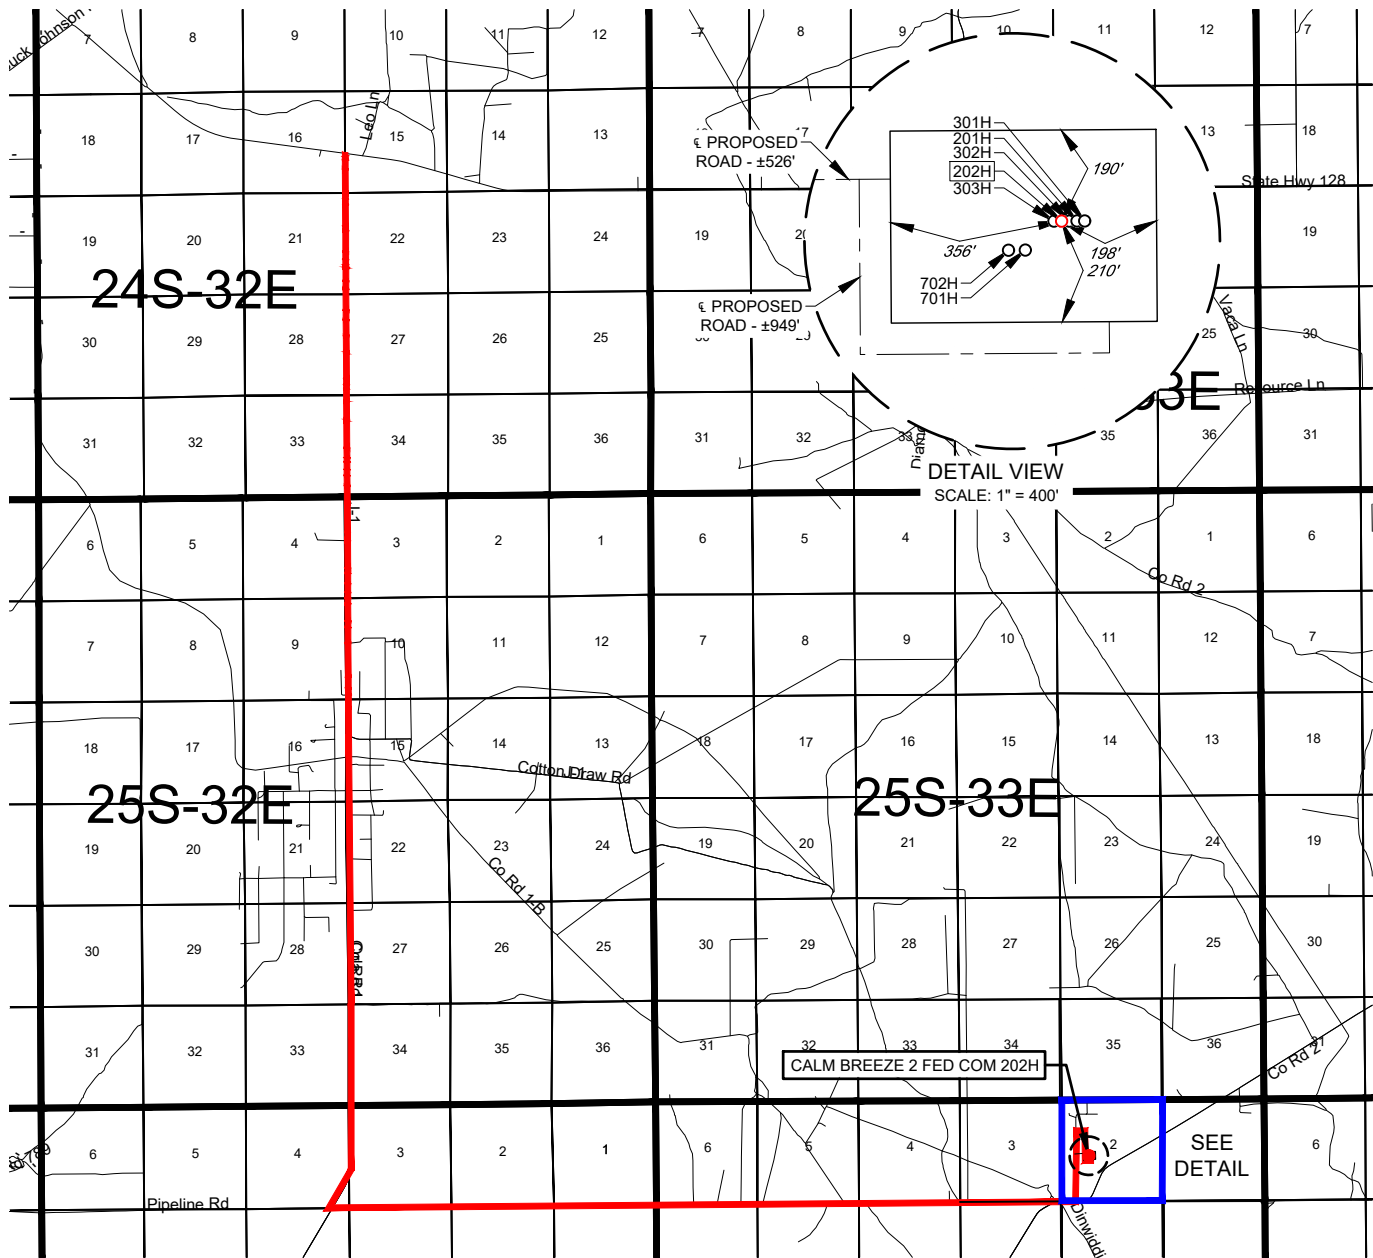 7 8 9 10 11 12 7 8 9 10 11 12 7
Leo Ln
18 17 16 15 14 13 17 13 18
State Hwy 128
19 20 21 22 23 24 19 19
24S-32E
30 29 28 27 26 25 25 30
Vaca Ln
Resource Ln
31 32 33 34 35 36 31 32 33 35 36 31
℄ PROPOSED
ROAD - ±526'
℄ PROPOSED
ROAD - ±949'
301H
201H
302H
202H
303H
190'
356'
198'
210'
702H
701H
DETAIL VIEW
SCALE: 1" = 400'
6 5 4 3 2 1 6 5 4 3 2 1 6
Co Rd 2
7 8 9 10 11 12 7 8 9 10 11 12 7
18 17 16 15 14 13 18 17 16 15 14 13 18
Cotton Draw Rd
25S-32E
25S-33E
19 20 21 22 23 24 19 20 21 22 23 24 19
Co Rd 1-B
30 29 28 27 26 25 30 29 28 27 26 25 30
31 32 33 34 35 36 31 32 33 34 35 36 31
Co Rd 2
CALM BREEZE 2 FED COM 202H
6 5 4 3 2 1 6 5 4 3 2 6
SEE
DETAIL
Pipeline Rd